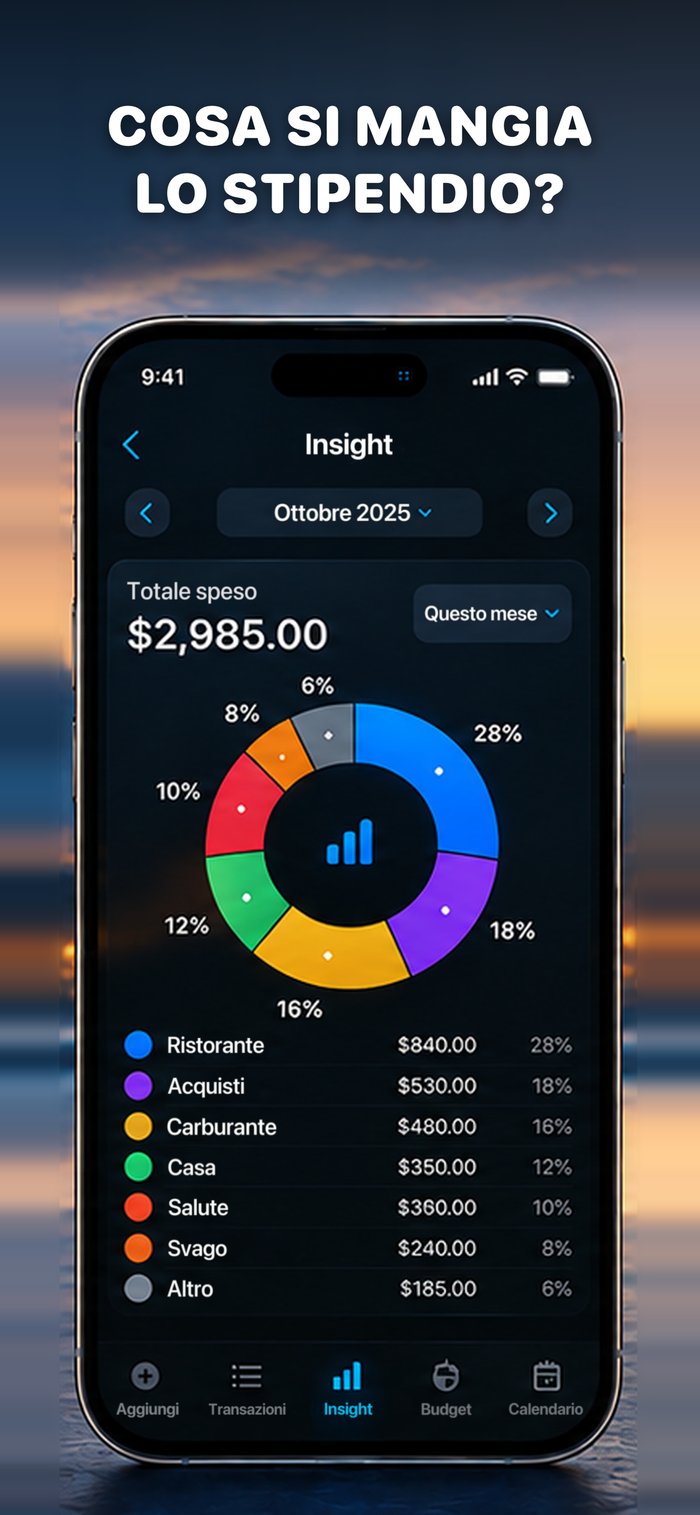 COSA SI MANGIA
LO STIPENDIO?
9:41
Insight
Ottobre 2025
Totale speso
$2,985.00
Questo mese
6%
8%
28%
10%
12%
18%
16%
Ristorante $840.00 28%
Acquisti $530.00 18%
Carburante $480.00 16%
Casa $350.00 12%
Salute $360.00 10%
Svago $240.00 8%
Altro $185.00 6%
Aggiungi Transazioni Insight Budget Calendario